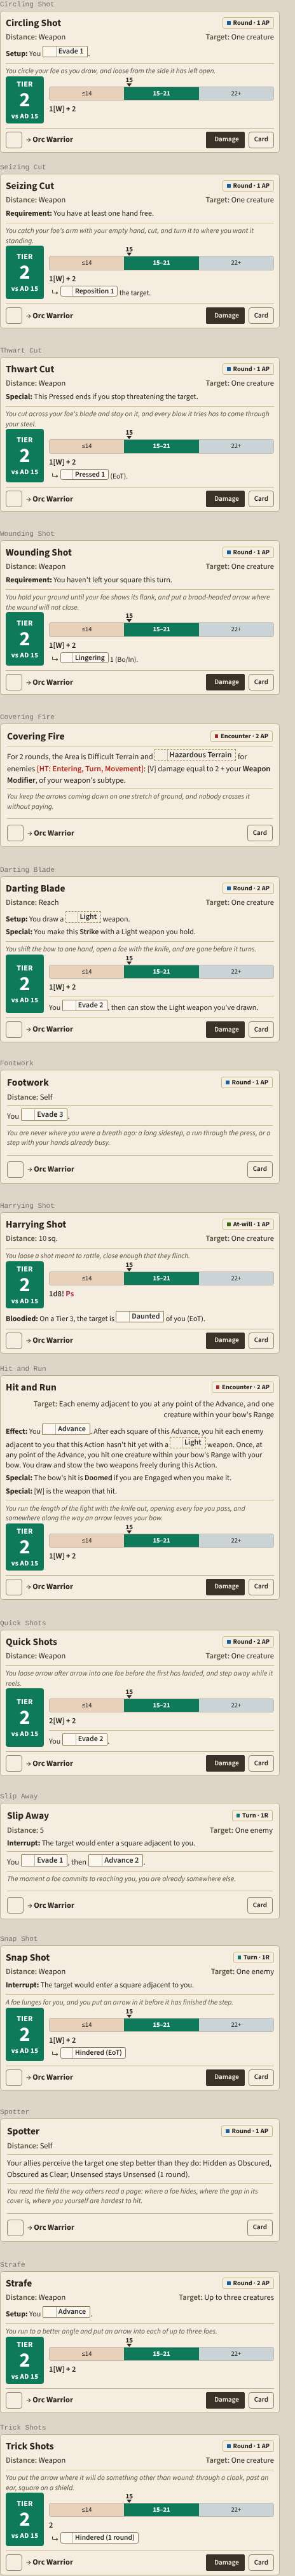 Circling Shot
Circling Shot
Round · 1 AP
Distance: Weapon
Target: One creature
Setup: You Evade 1.
You circle your foe as you draw, and loose from the side it has left open.
TIER
2
vs AD 15
15
≤14
15–21
22+
1[W] + 2
→ Orc Warrior
Damage
Card
Seizing Cut
Seizing Cut
Round · 1 AP
Distance: Weapon
Target: One creature
Requirement: You have at least one hand free.
You catch your foe's arm with your empty hand, cut, and turn it to where you want it
standing.
TIER
2
vs AD 15
15
≤14
15–21
22+
1[W] + 2
↳ Reposition 1 the target.
→ Orc Warrior
Damage
Card
Thwart Cut
Thwart Cut
Round · 1 AP
Distance: Weapon
Target: One creature
Special: This Pressed ends if you stop threatening the target.
You cut across your foe's blade and stay on it, and every blow it tries has to come through
your steel.
TIER
2
vs AD 15
15
≤14
15–21
22+
1[W] + 2
↳ Pressed 1 (EoT).
→ Orc Warrior
Damage
Card
Wounding Shot
Wounding Shot
Round · 1 AP
Distance: Weapon
Target: One creature
Requirement: You haven't left your square this turn.
You hold your ground until your foe shows its flank, and put a broad-headed arrow where
the wound will not close.
TIER
2
vs AD 15
15
≤14
15–21
22+
1[W] + 2
↳ Lingering 1 (Bo/In).
→ Orc Warrior
Damage
Card
Covering Fire
Covering Fire
Encounter · 2 AP
For 2 rounds, the Area is Difficult Terrain and Hazardous Terrain for
enemies [HT: Entering, Turn, Movement]: [V] damage equal to 2 + your Weapon
Modifier, of your weapon's subtype.
You keep the arrows coming down on one stretch of ground, and nobody crosses it
without paying.
→ Orc Warrior
Card
Darting Blade
Darting Blade
Round · 2 AP
Distance: Reach
Target: One creature
Setup: You draw a Light weapon.
Special: You make this Strike with a Light weapon you hold.
You shift the bow to one hand, open a foe with the knife, and are gone before it turns.
TIER
2
vs AD 15
15
≤14
15–21
22+
1[W] + 2
You Evade 2, then can stow the Light weapon you've drawn.
→ Orc Warrior
Damage
Card
Footwork
Footwork
Round · 1 AP
Distance: Self
You Evade 3.
You are never where you were a breath ago: a long sidestep, a run through the press, or a
step with your hands already busy.
→ Orc Warrior
Card
Harrying Shot
Harrying Shot
At-will · 1 AP
Distance: 10 sq.
Target: One creature
You loose a shot meant to rattle, close enough that they flinch.
TIER
2
vs AD 15
15
≤14
15–21
22+
1d8! Ps
Bloodied: On a Tier 3, the target is Daunted of you (EoT).
→ Orc Warrior
Damage
Card
Hit and Run
Hit and Run
Encounter · 2 AP
Target: Each enemy adjacent to you at any point of the Advance, and one
creature within your bow's Range
Effect: You Advance. After each square of this Advance, you hit each enemy
adjacent to you that this Action hasn't hit yet with a Light weapon. Once, at
any point of the Advance, you hit one creature within your bow's Range with your
bow. You draw and stow the two weapons freely during this Action.
Special: The bow's hit is Doomed if you are Engaged when you make it.
Special: [W] is the weapon that hit.
You run the length of the fight with the knife out, opening every foe you pass, and
somewhere along the way an arrow leaves your bow.
TIER
2
vs AD 15
15
≤14
15–21
22+
1[W] + 2
→ Orc Warrior
Damage
Card
Quick Shots
Quick Shots
Round · 2 AP
Distance: Weapon
Target: One creature
You loose arrow after arrow into one foe before the first has landed, and step away while it
reels.
TIER
2
vs AD 15
15
≤14
15–21
22+
2[W] + 2
You Evade 2.
→ Orc Warrior
Damage
Card
Slip Away
Slip Away
Turn · 1R
Distance: 5
Target: One enemy
Interrupt: The target would enter a square adjacent to you.
You Evade 1, then Advance 2.
The moment a foe commits to reaching you, you are already somewhere else.
→ Orc Warrior
Card
Snap Shot
Snap Shot
Turn · 1R
Distance: Weapon
Target: One enemy
Interrupt: The target would enter a square adjacent to you.
A foe lunges for you, and you put an arrow in it before it has finished the step.
TIER
2
vs AD 15
15
≤14
15–21
22+
1[W] + 2
↳ Hindered (EoT)
→ Orc Warrior
Damage
Card
Spotter
Spotter
Round · 1 AP
Distance: Self
Your allies perceive the target one step better than they do: Hidden as Obscured,
Obscured as Clear; Unsensed stays Unsensed (1 round).
You read the field the way others read a page: where a foe hides, where the gap in its
cover is, where you yourself are hardest to hit.
→ Orc Warrior
Card
Strafe
Strafe
Round · 2 AP
Distance: Weapon
Target: Up to three creatures
Setup: You Advance.
You run to a better angle and put an arrow into each of up to three foes.
TIER
2
vs AD 15
15
≤14
15–21
22+
1[W] + 2
→ Orc Warrior
Damage
Card
Trick Shots
Trick Shots
Round · 1 AP
Distance: Weapon
Target: One creature
You put the arrow where it will do something other than wound: through a cloak, past an
ear, square on a shield.
TIER
2
vs AD 15
15
≤14
15–21
22+
2
↳ Hindered (1 round)
→ Orc Warrior
Damage
Card